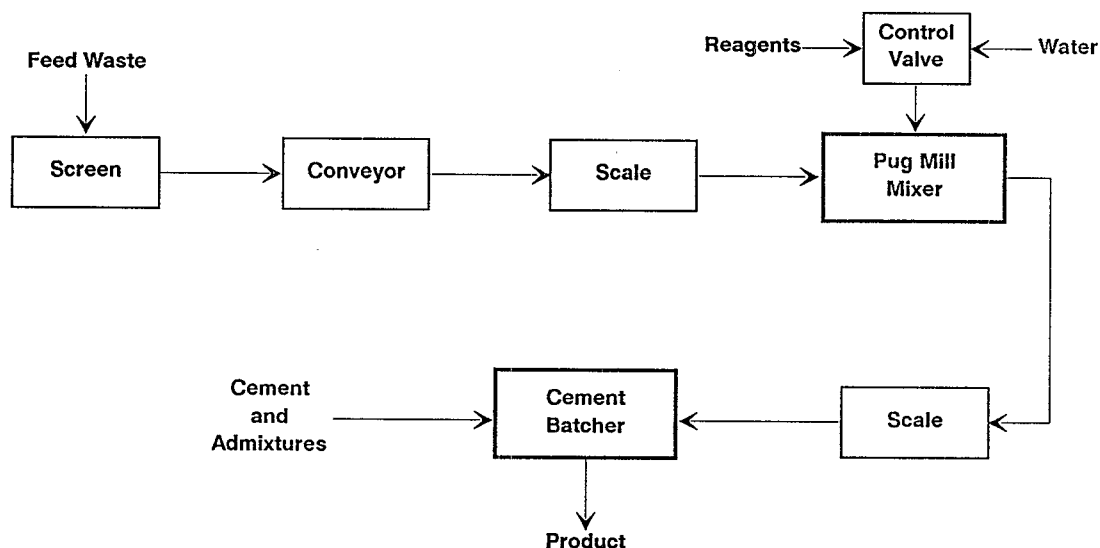 Feed Waste
Reagents
Control
Valve
Water
Screen
Conveyor
Scale
Pug Mill
Mixer
Cement
and
Admixtures
Cement
Batcher
Scale
Product